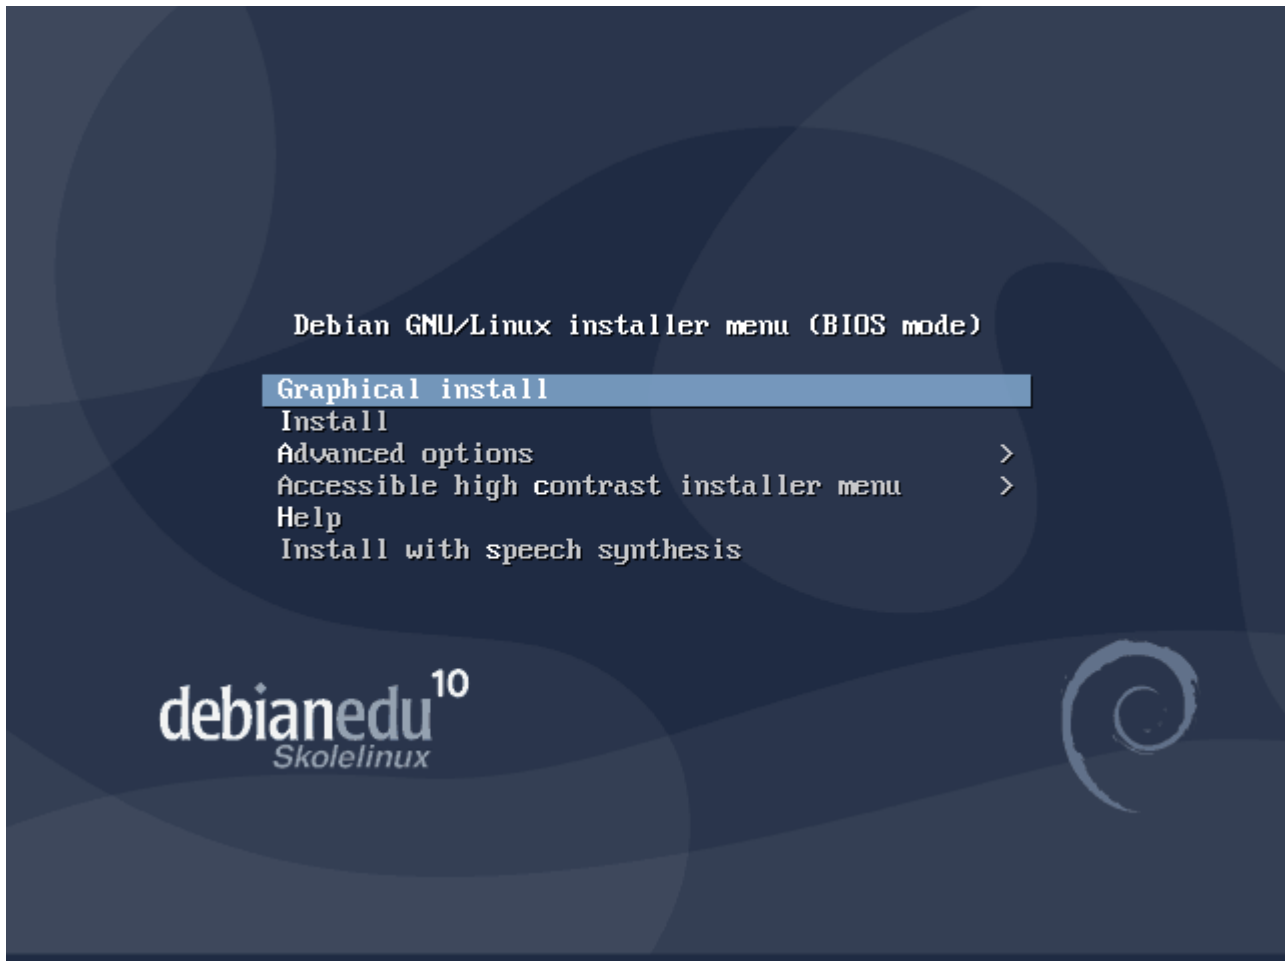 Debian GNU/Linux installer menu (BIOS mode)
Graphical install
Install
Advanced options >
Accessible high contrast installer menu >
Help
Install with speech synthesis
debianedu 10
Skolelinux